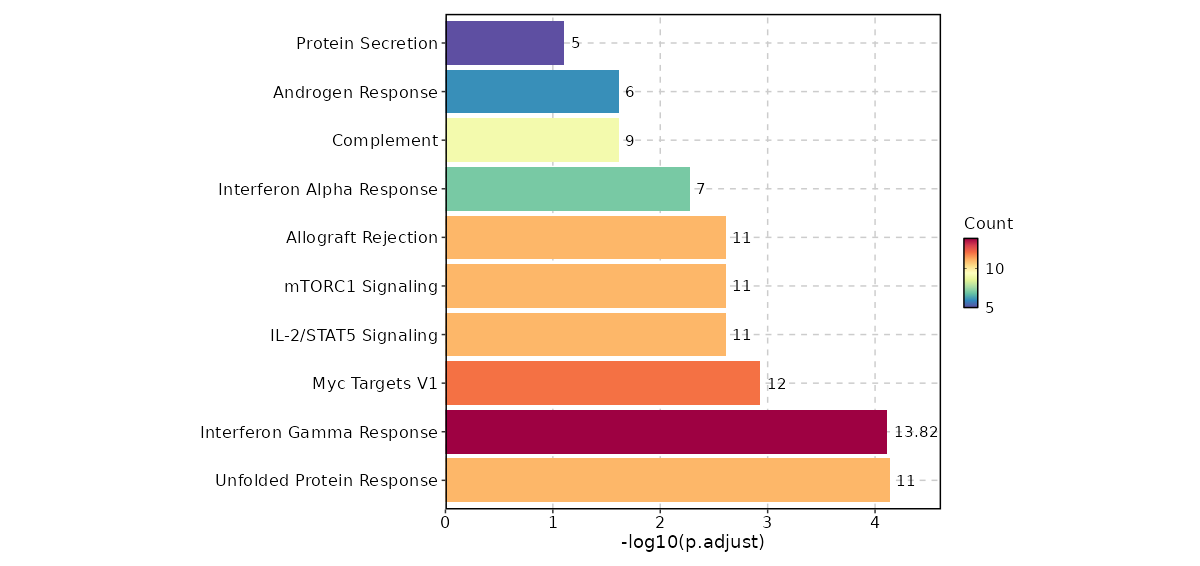 Protein Secretion 5
Androgen Response 6
Complement 9
Interferon Alpha Response 7
Allograft Rejection 11
mTORC1 Signaling 11
IL-2/STAT5 Signaling 11
Myc Targets V1 12
Interferon Gamma Response 13.82
Unfolded Protein Response 11
0 1 2 3 4
-log10(p.adjust)
Count
10
5